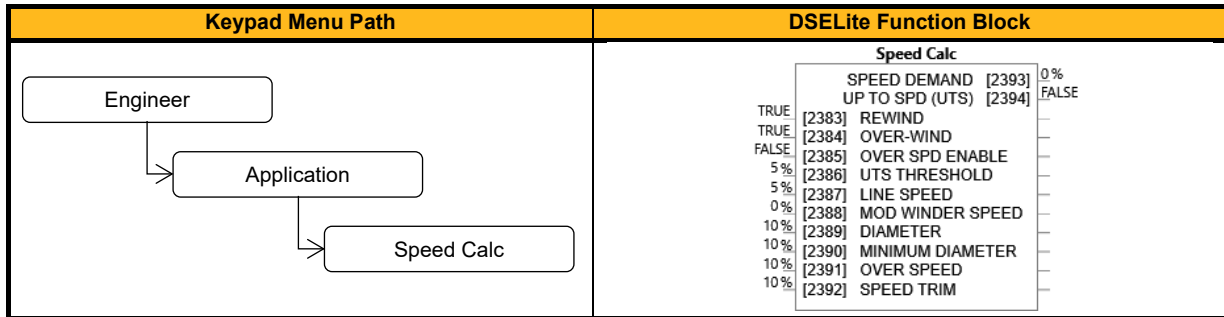 Keypad Menu Path
DSELite Function Block
Engineer
Application
Speed Calc
Speed Calc
SPEED DEMAND [2393] 0 %
UP TO SPD (UTS) [2394] FALSE
TRUE [2383] REWIND
TRUE [2384] OVER-WIND
FALSE [2385] OVER SPD ENABLE
5 % [2386] UTS THRESHOLD
5 % [2387] LINE SPEED
0 % [2388] MOD WINDER SPEED
10 % [2389] DIAMETER
10 % [2390] MINIMUM DIAMETER
10 % [2391] OVER SPEED
10 % [2392] SPEED TRIM